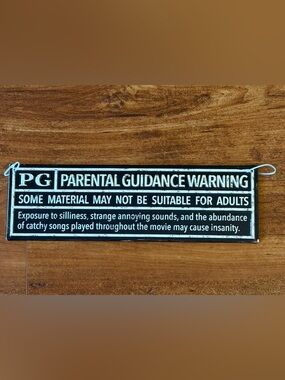 PG PARENTAL GUIDANCE WARNING
SOME MATERIAL MAY NOT BE SUITABLE FOR ADULTS
Exposure to silliness, strange annoying sounds, and the abundance
of catchy songs played throughout the movie may cause insanity.